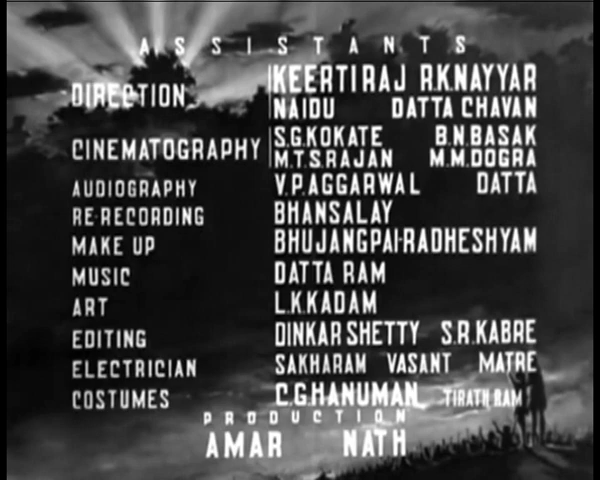 ASSISTANTS
DIRECTION KEERTIRAJ R.K.NAYYAR
NAIDU DATTA CHAVAN
CINEMATOGRAPHY S.G.KOKATE B.N.BASAK
M.T.S.RAJAN M.M.DOGRA
AUDIOGRAPHY V.P.AGGARWAL DATTA
RE-RECORDING BHANSALAY
MAKE UP BHUJANGPAI-RADHESHYAM
MUSIC DATTA RAM
ART L.K.KADAM
EDITING DINKAR SHETTY S.R.KABRE
ELECTRICIAN SAKHARAM VASANT MATRE
COSTUMES C.G.HANUMAN TIRATH RAM
PRODUCTION
AMAR NATH